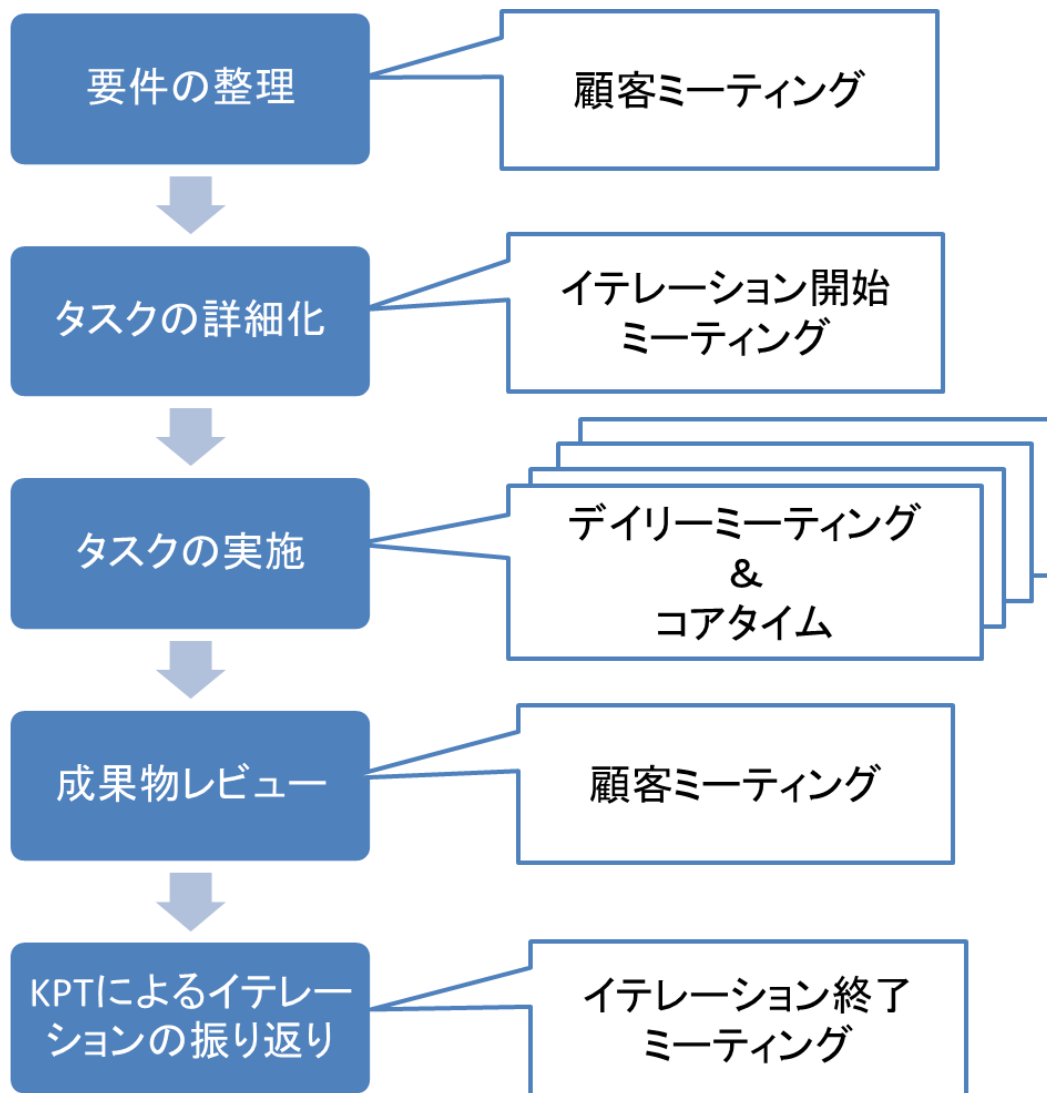 要件の整理
顧客ミーティング
タスクの詳細化
イテレーション開始
ミーティング
タスクの実施
デイリーミーティング
&
コアタイム
成果物レビュー
顧客ミーティング
KPTによるイテレー
ションの振り返り
イテレーション終了
ミーティング